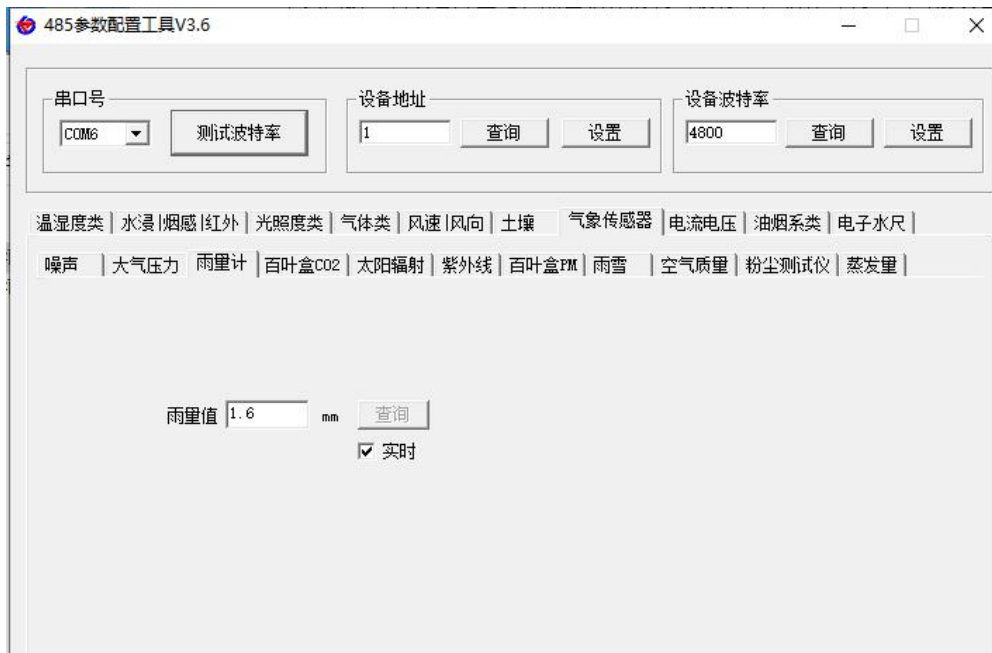 485参数配置工具V3.6
串口号 设备地址 设备波特率
COM6 测试波特率 1 查询 设置 4800 查询 设置
温湿度类 水浸|烟感|红外 光照度类 气体类 风速|风向 土壤 气象传感器 电流电压 油烟系类 电子水尺
噪声 大气压力 雨量计 百叶盒CO2 太阳辐射 紫外线 百叶盒PM 雨雪 空气质量 粉尘测试仪 蒸发量
雨量值 1.6 mm 查询
实时